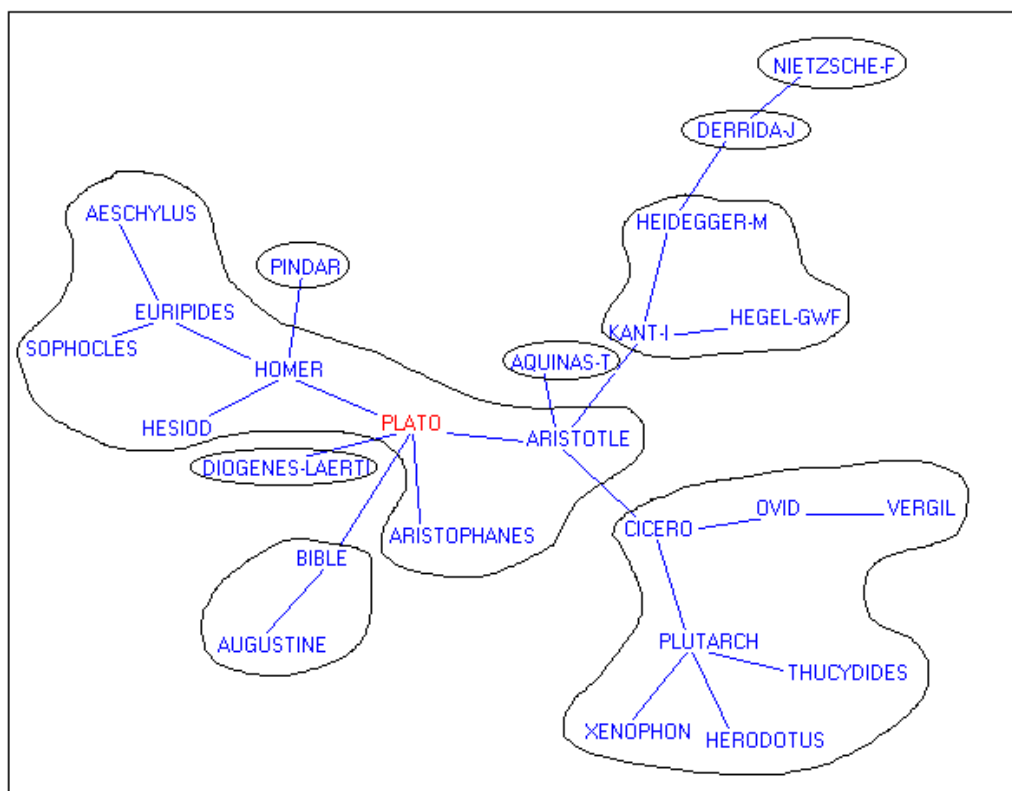 NIETZSCHE-F
DERRIDA-J
AESCHYLUS
HEIDEGGER-M
PINDAR
EURIPIDES
HEGEL-GWF
KANT-I
SOPHOCLES
AQUINAS-T
HOMER
PLATO
HESIOD
ARISTOTLE
DIOGENES-LAERTI
OVID
VERGIL
CICERO
ARISTOPHANES
BIBLE
PLUTARCH
AUGUSTINE
THUCYDIDES
XENOPHON
HERODOTUS